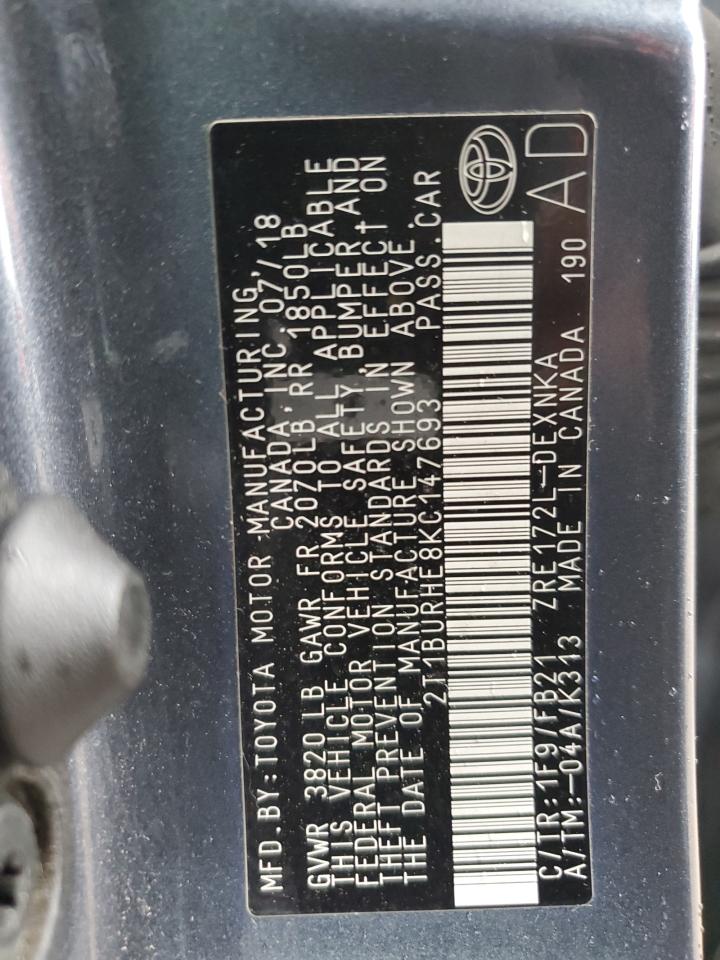 MFD.BY:TOYOTA MOTOR MANUFACTURING,
CANADA, INC. 07/18
GVWR 3820LB GAWR FR 2070LB RR 1850LB
THIS VEHICLE CONFORMS TO ALL APPLICABLE
FEDERAL MOTOR VEHICLE SAFETY, BUMPER, AND
THEFT PREVENTION STANDARDS IN EFFECT ON
THE DATE OF MANUFACTURE SHOWN ABOVE.
2T1BURHE8KC147693 PASS.CAR
C/TR:1F9/FB21 ZRE172L-DEXNKA
A/TM:-04A/K313 MADE IN CANADA 190
AD